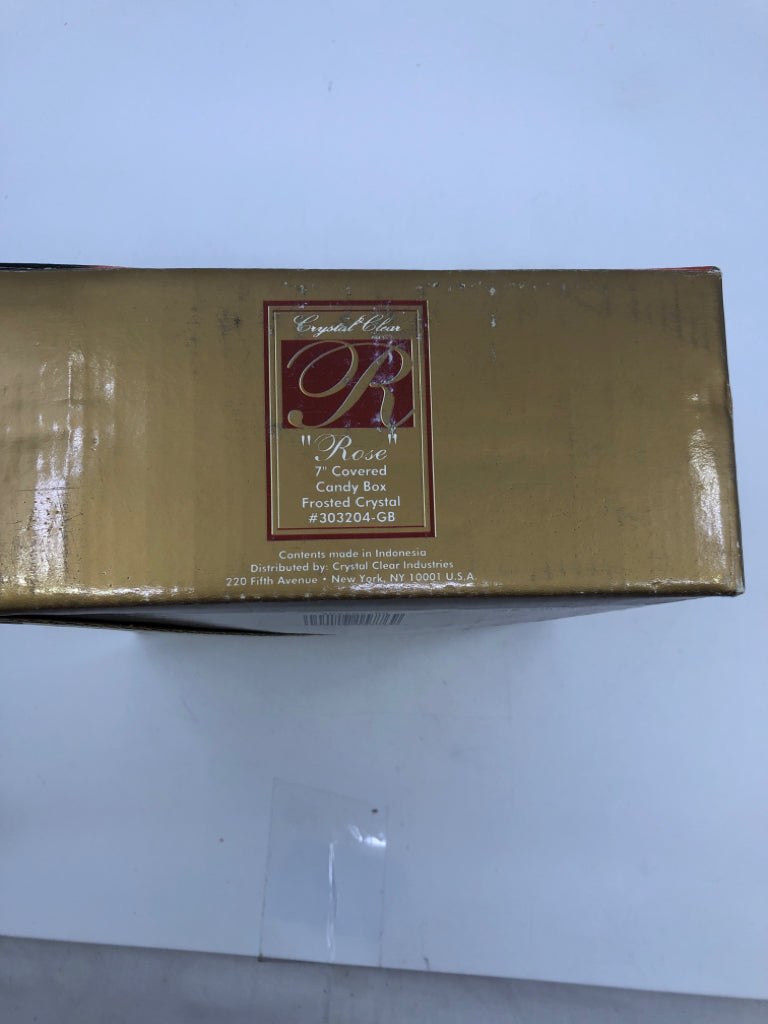 Crystal Clear
R
"Rose"
7" Covered
Candy Box
Frosted Crystal
#303204-GB
Contents made in Indonesia
Distributed by: Crystal Clear Industries
220 Fifth Avenue • New York, NY 10001 U.S.A.